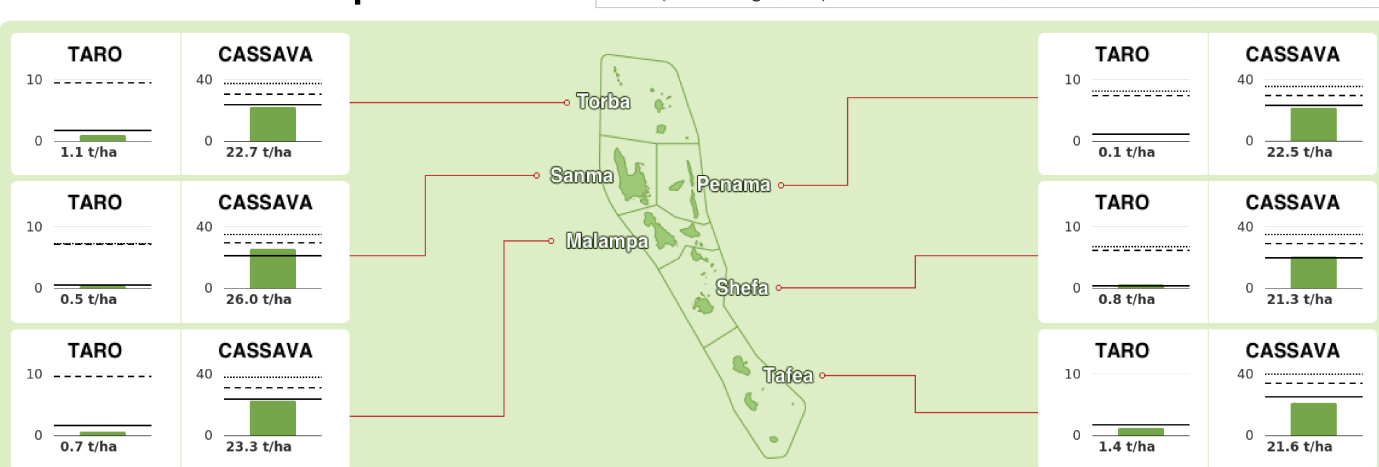 TARO CASSAVA
10 40
0 0
1.1 t/ha 22.7 t/ha
TARO CASSAVA
10 40
0 0
0.5 t/ha 26.0 t/ha
TARO CASSAVA
10 40
0 0
0.7 t/ha 23.3 t/ha
Torba
Sanma
Penama
Malampa
Shefa
Tafea
TARO CASSAVA
10 40
0 0
0.1 t/ha 22.5 t/ha
TARO CASSAVA
10 40
0 0
0.8 t/ha 21.3 t/ha
TARO CASSAVA
10 40
0 0
1.4 t/ha 21.6 t/ha